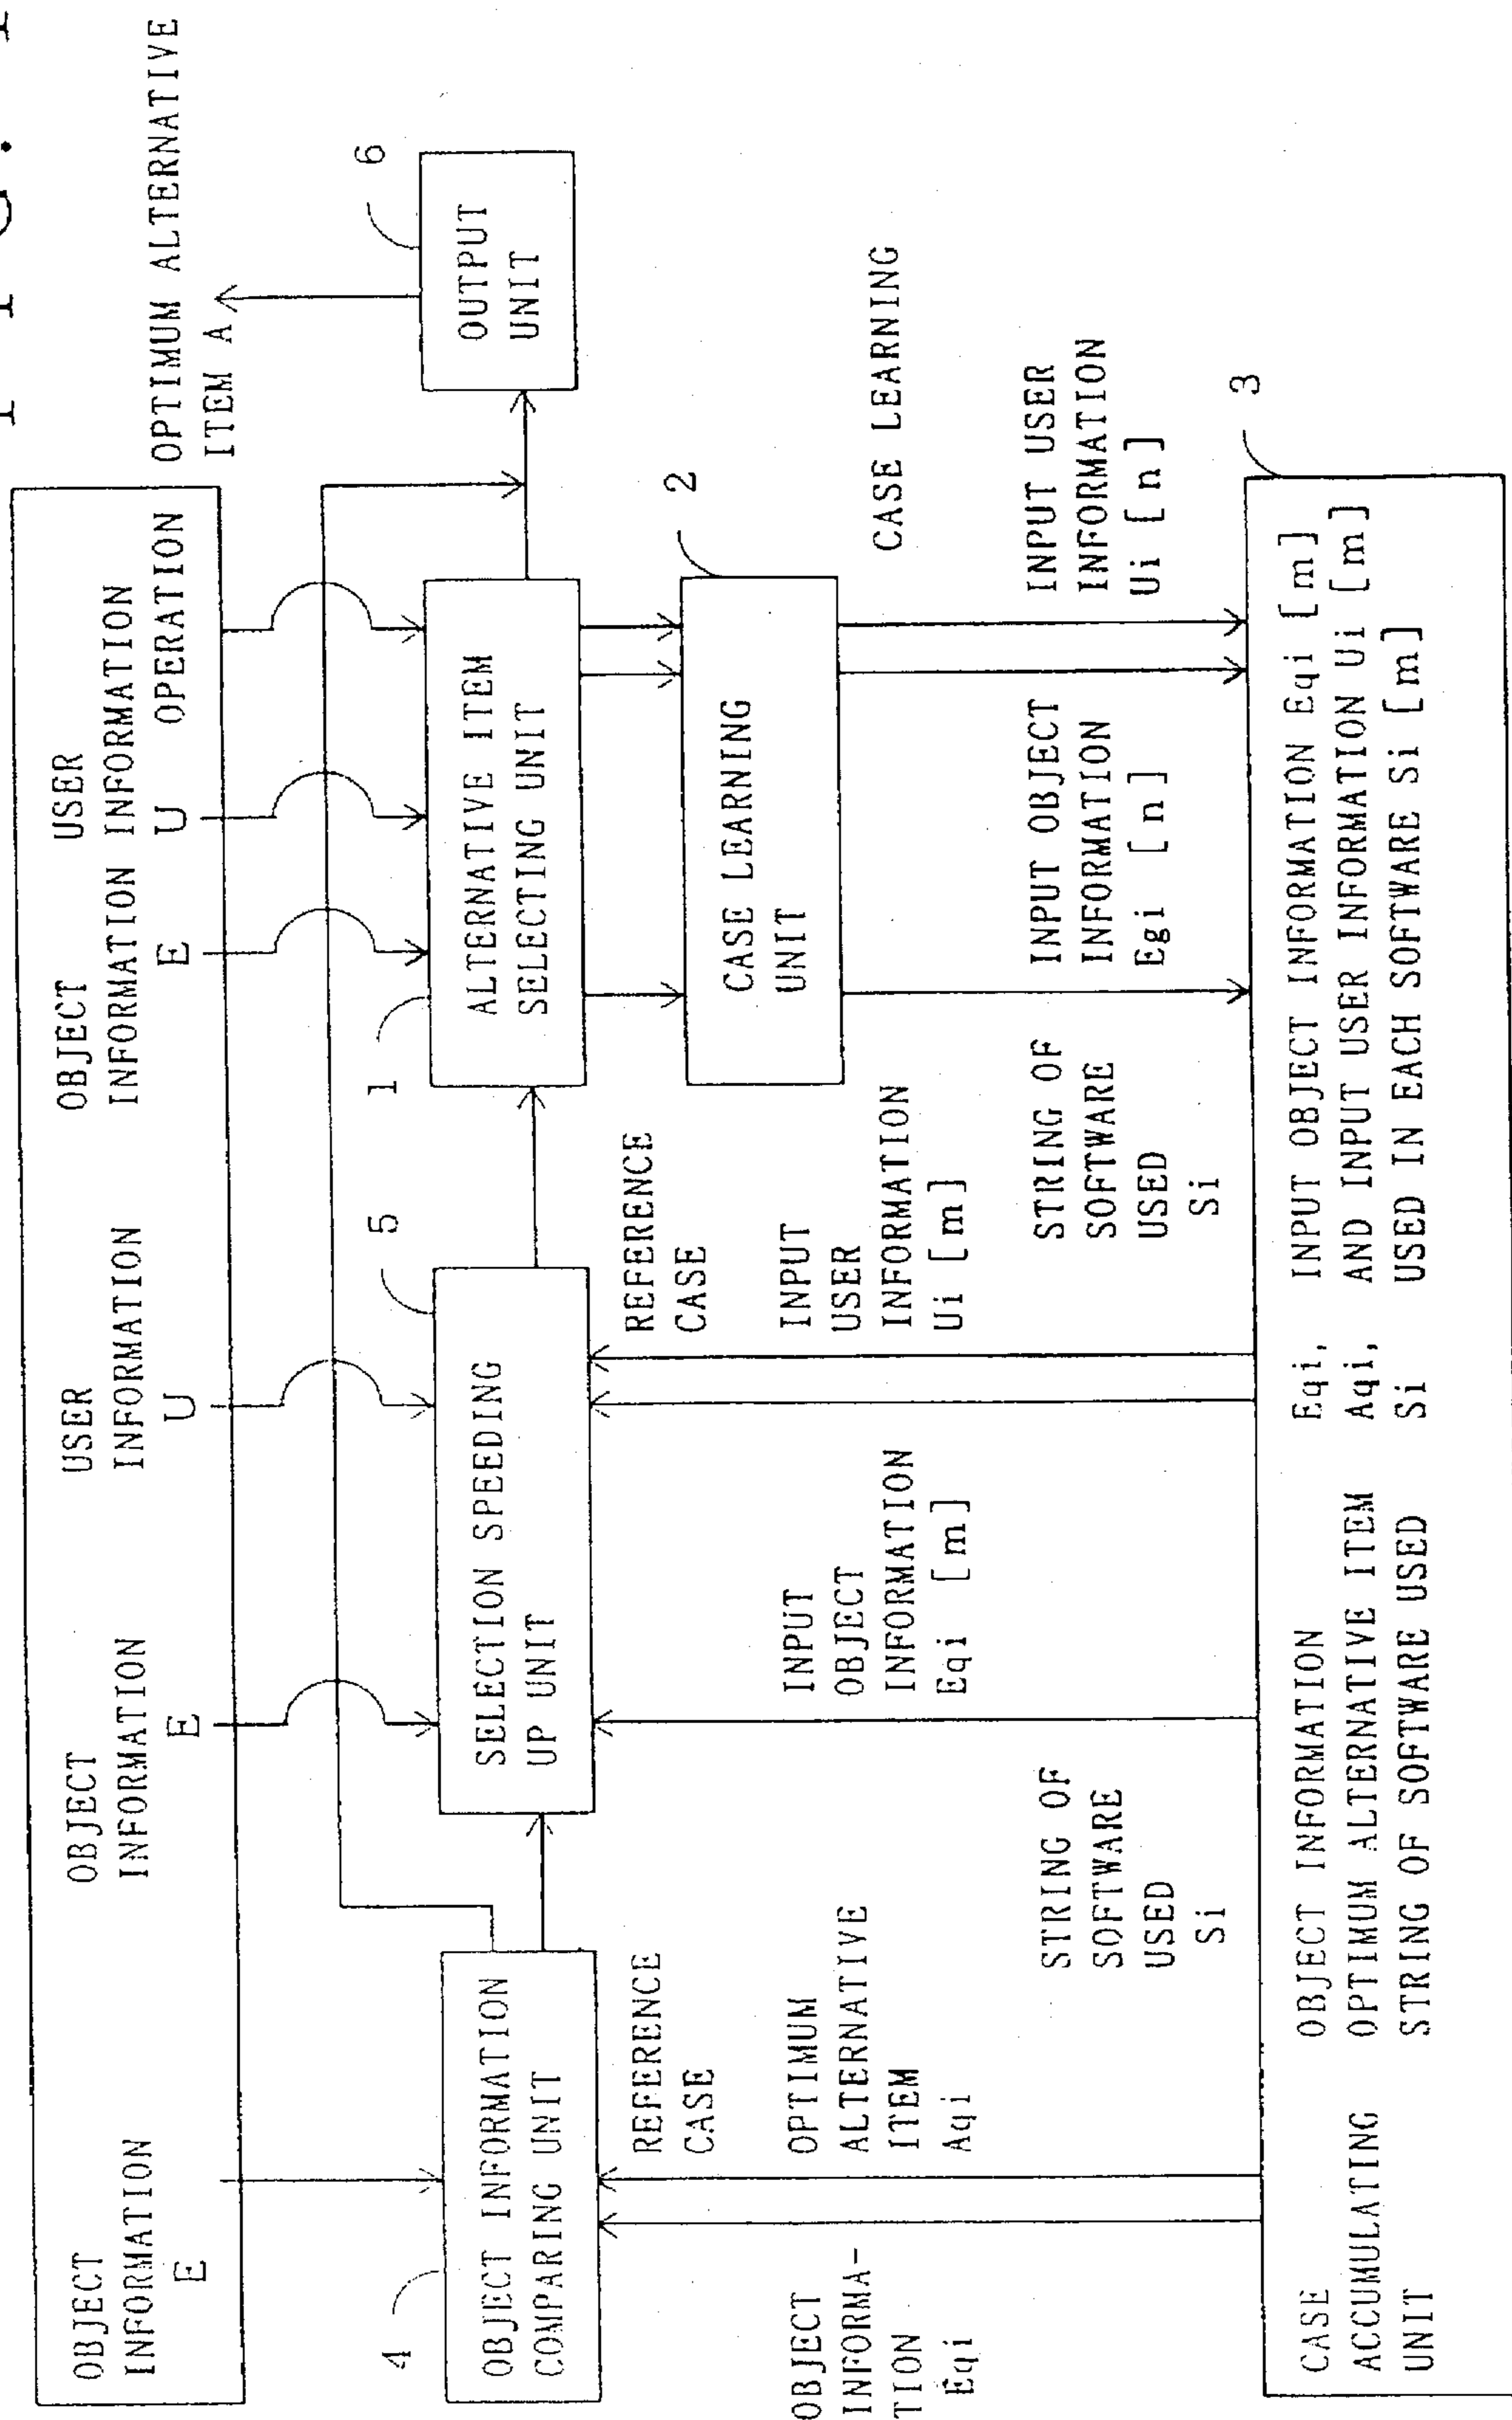 OBJECT
INFORMATION
E
OBJECT
INFORMATION
E
USER
INFORMATION
U
OBJECT
INFORMATION
E
USER
INFORMATION
U
OPERATION
OPTIMUM ALTERNATIVE
ITEM A
4
OBJECT INFORMATION
COMPARING UNIT
SELECTION SPEEDING
UP UNIT
5
1
ALTERNATIVE ITEM
SELECTING UNIT
OUTPUT
UNIT
6
REFERENCE
CASE
REFERENCE
CASE
CASE LEARNING
UNIT
2
CASE LEARNING
OBJECT
INFORMA-
TION
Eqi
OPTIMUM
ALTERNATIVE
ITEM
Aqi
STRING OF
SOFTWARE
USED
Si
INPUT
OBJECT
INFORMATION
Eqi [m]
INPUT
USER
INFORMATION
Ui [m]
STRING OF
SOFTWARE
USED
Si
INPUT OBJECT
INFORMATION
Egi [n]
INPUT USER
INFORMATION
Ui [n]
3
CASE
ACCUMULATING
UNIT
OBJECT INFORMATION Eqi,
OPTIMUM ALTERNATIVE ITEM Aqi,
STRING OF SOFTWARE USED Si
INPUT OBJECT INFORMATION Eqi [m]
AND INPUT USER INFORMATION Ui [m]
USED IN EACH SOFTWARE Si [m]